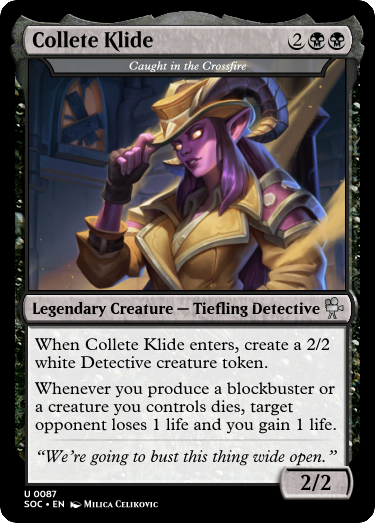 Collete Klide 2
Caught in the Crossfire
Legendary Creature — Tiefling Detective
When Collete Klide enters, create a 2/2
white Detective creature token.
Whenever you produce a blockbuster or
a creature you controls dies, target
opponent loses 1 life and you gain 1 life.
“We’re going to bust this thing wide open.”
2/2
U 0087
SOC • EN Milica Celikovic